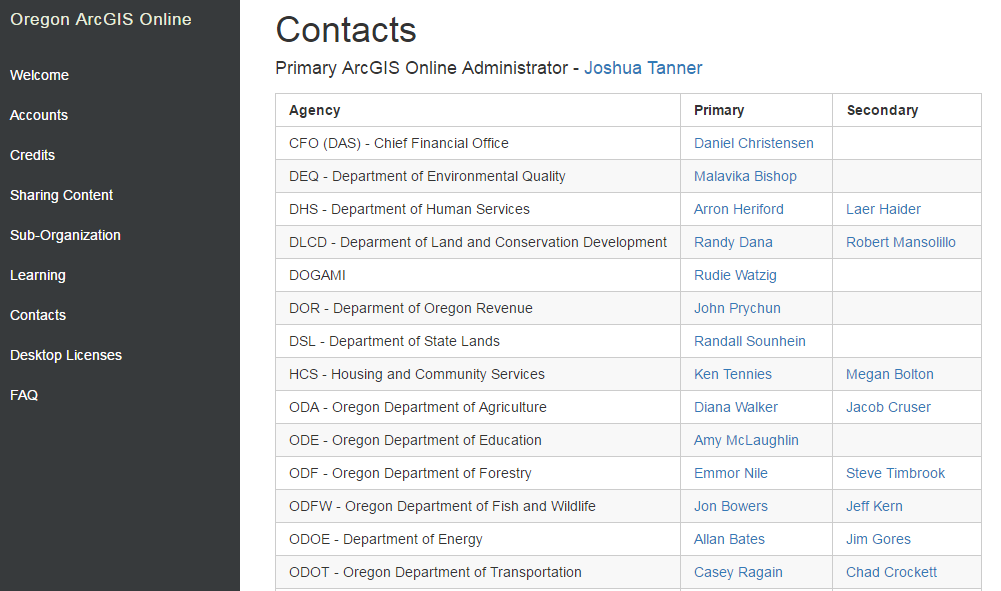 Oregon ArcGIS Online
Welcome
Accounts
Credits
Sharing Content
Sub-Organization
Learning
Contacts
Desktop Licenses
FAQ
Contacts
Primary ArcGIS Online Administrator - Joshua Tanner
Agency Primary Secondary
CFO (DAS) - Chief Financial Office Daniel Christensen
DEQ - Department of Environmental Quality Malavika Bishop
DHS - Department of Human Services Arron Heriford Laer Haider
DLCD - Deparment of Land and Conservation Development Randy Dana Robert Mansolillo
DOGAMI Rudie Watzig
DOR - Deparment of Oregon Revenue John Prychun
DSL - Department of State Lands Randall Sounhein
HCS - Housing and Community Services Ken Tennies Megan Bolton
ODA - Oregon Department of Agriculture Diana Walker Jacob Cruser
ODE - Oregon Department of Education Amy McLaughlin
ODF - Oregon Department of Forestry Emmor Nile Steve Timbrook
ODFW - Oregon Department of Fish and Wildlife Jon Bowers Jeff Kern
ODOE - Department of Energy Allan Bates Jim Gores
ODOT - Oregon Department of Transportation Casey Ragain Chad Crockett